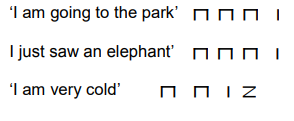 ‘I am going to the park’ ⊓ ⊓ ⊓ I
I just saw an elephant’ ⊓ ⊓ ⊓ I
‘I am very cold’ ⊓ ⊓ I Z